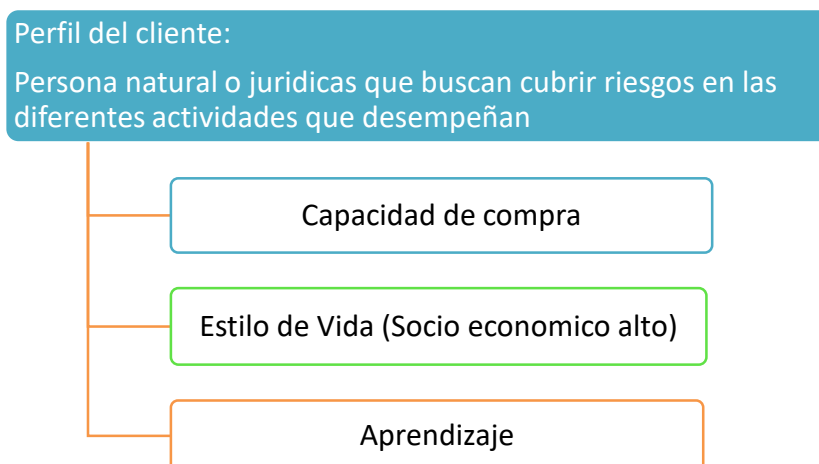 Perfil del cliente:
Persona natural o juridicas que buscan cubrir riesgos en las
diferentes actividades que desempeñan
Capacidad de compra
Estilo de Vida (Socio economico alto)
Aprendizaje